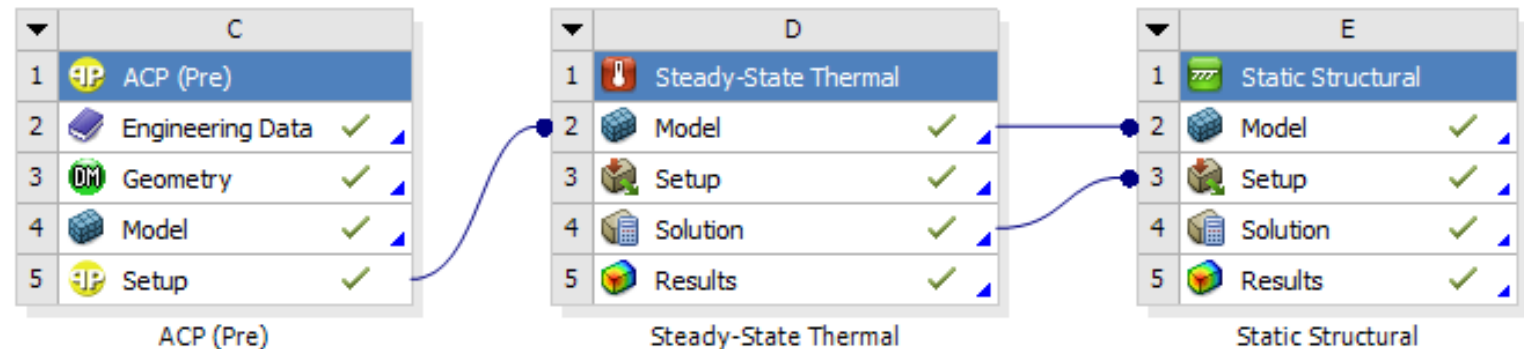 C
1 ACP (Pre)
2 Engineering Data
3 DM Geometry
4 Model
5 Setup
ACP (Pre)
D
1 Steady-State Thermal
2 Model
3 Setup
4 Solution
5 Results
Steady-State Thermal
E
1 Static Structural
2 Model
3 Setup
4 Solution
5 Results
Static Structural